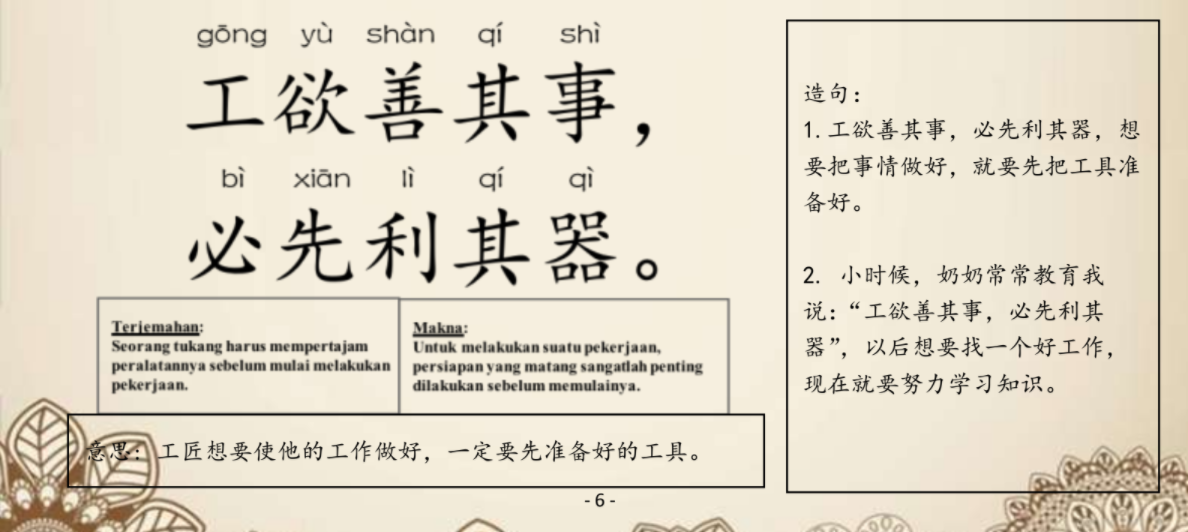 gōng yù shàn qí shì
工欲善其事，
bì xiān lì qí qì
必先利其器。
Terjemahan:
Seorang tukang harus mempertajam
peralatannya sebelum mulai melakukan
pekerjaan.
Makna:
Untuk melakukan suatu pekerjaan,
persiapan yang matang sangatlah penting
dilakukan sebelum memulainya.
意思：工匠想要使他的工作做好，一定要先准备好的工具。
造句：
1.工欲善其事，必先利其器，想
要把事情做好，就要先把工具准
备好。
2. 小时候，奶奶常常教育我
说：“工欲善其事，必先利其
器”，以后想要找一个好工作，
现在就要努力学习知识。
- 6 -